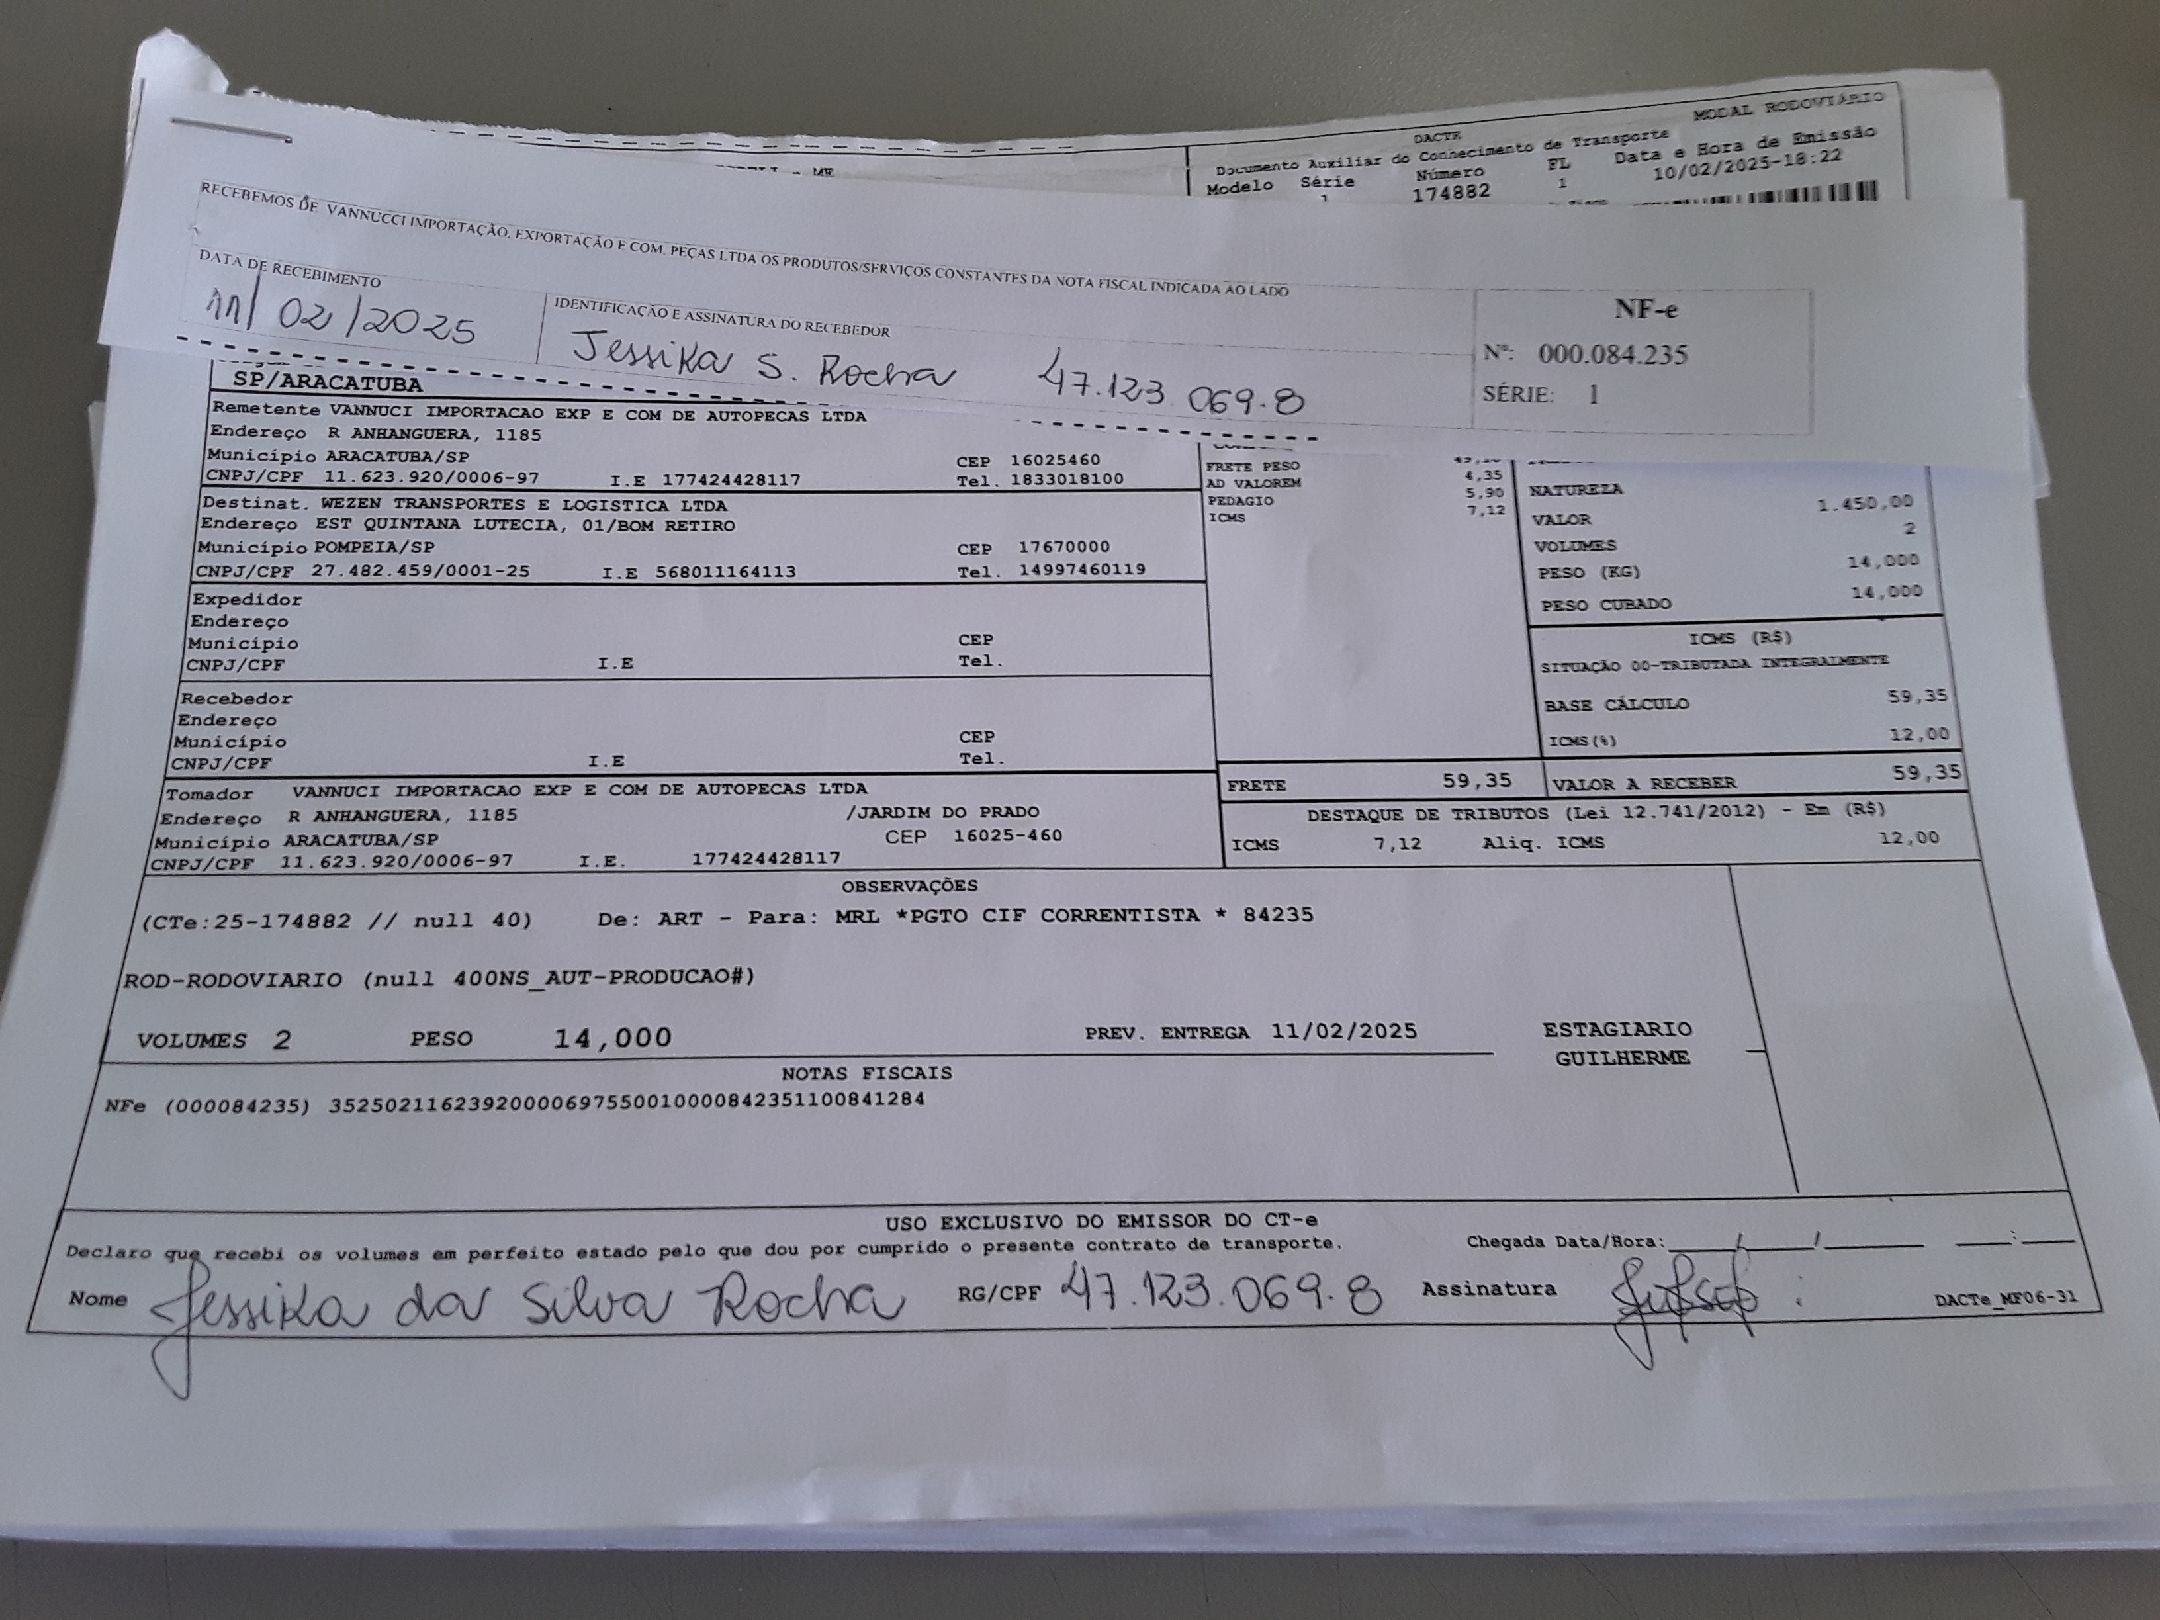 MODAL RODOVIÁRIO
DACTE
Documento Auxiliar do Conhecimento de Transporte
Modelo Série Número FL Data e Hora de Emissão
1 174882 1 10/02/2025-18:22
ME
RECEBEMOS DE VANNUCCI IMPORTAÇÃO, EXPORTAÇÃO E COM. PEÇAS LTDA OS PRODUTOS/SERVIÇOS CONSTANTES DA NOTA FISCAL INDICADA AO LADO
DATA DE RECEBIMENTO
11/02/2025
IDENTIFICAÇÃO E ASSINATURA DO RECEBEDOR
Jessika S. Rocha 47.123.069-8
NF-e
Nº: 000.084.235
SÉRIE: 1
SP/ARACATUBA
Remetente VANNUCI IMPORTACAO EXP E COM DE AUTOPECAS LTDA
Endereço R ANHANGUERA, 1185
Município ARACATUBA/SP CEP 16025460
CNPJ/CPF 11.623.920/0006-97 I.E 177424428117 Tel. 1833018100
Destinat. WEZEN TRANSPORTES E LOGISTICA LTDA
Endereço EST QUINTANA LUTECIA, 01/BOM RETIRO
Município POMPEIA/SP CEP 17670000
CNPJ/CPF 27.482.459/0001-25 I.E 568011164113 Tel. 14997460119
Expedidor
Endereço
Município CEP
CNPJ/CPF I.E Tel.
Recebedor
Endereço
Município CEP
CNPJ/CPF I.E Tel.
Tomador VANNUCI IMPORTACAO EXP E COM DE AUTOPECAS LTDA
Endereço R ANHANGUERA, 1185 /JARDIM DO PRADO
Município ARACATUBA/SP CEP 16025-460
CNPJ/CPF 11.623.920/0006-97 I.E. 177424428117
FRETE PESO
AD VALOREM 4,35
PEDAGIO 5,90
ICMS 7,12
NATUREZA
VALOR 1.450,00
VOLUMES 2
PESO (KG) 14,000
PESO CUBADO 14,000
ICMS (R$)
SITUAÇÃO 00-TRIBUTADA INTEGRALMENTE
BASE CÁLCULO 59,35
ICMS(%) 12,00
FRETE 59,35 VALOR A RECEBER 59,35
DESTAQUE DE TRIBUTOS (Lei 12.741/2012) - Em (R$)
ICMS 7,12 Aliq. ICMS 12,00
OBSERVAÇÕES
(CTe:25-174882 // null 40) De: ART - Para: MRL *PGTO CIF CORRENTISTA * 84235
ROD-RODOVIARIO (null 400NS_AUT-PRODUCAO#)
VOLUMES 2 PESO 14,000 PREV. ENTREGA 11/02/2025
ESTAGIARIO
GUILHERME
NOTAS FISCAIS
NFe (000084235) 35250211623920000697550010000842351100841284
USO EXCLUSIVO DO EMISSOR DO CT-e
Declaro que recebi os volumes em perfeito estado pelo que dou por cumprido o presente contrato de transporte. Chegada Data/Hora:____/____/______ ___:___
Nome Jessika da Silva Rocha RG/CPF 47.123.069-8 Assinatura
DACTe_MF06-31